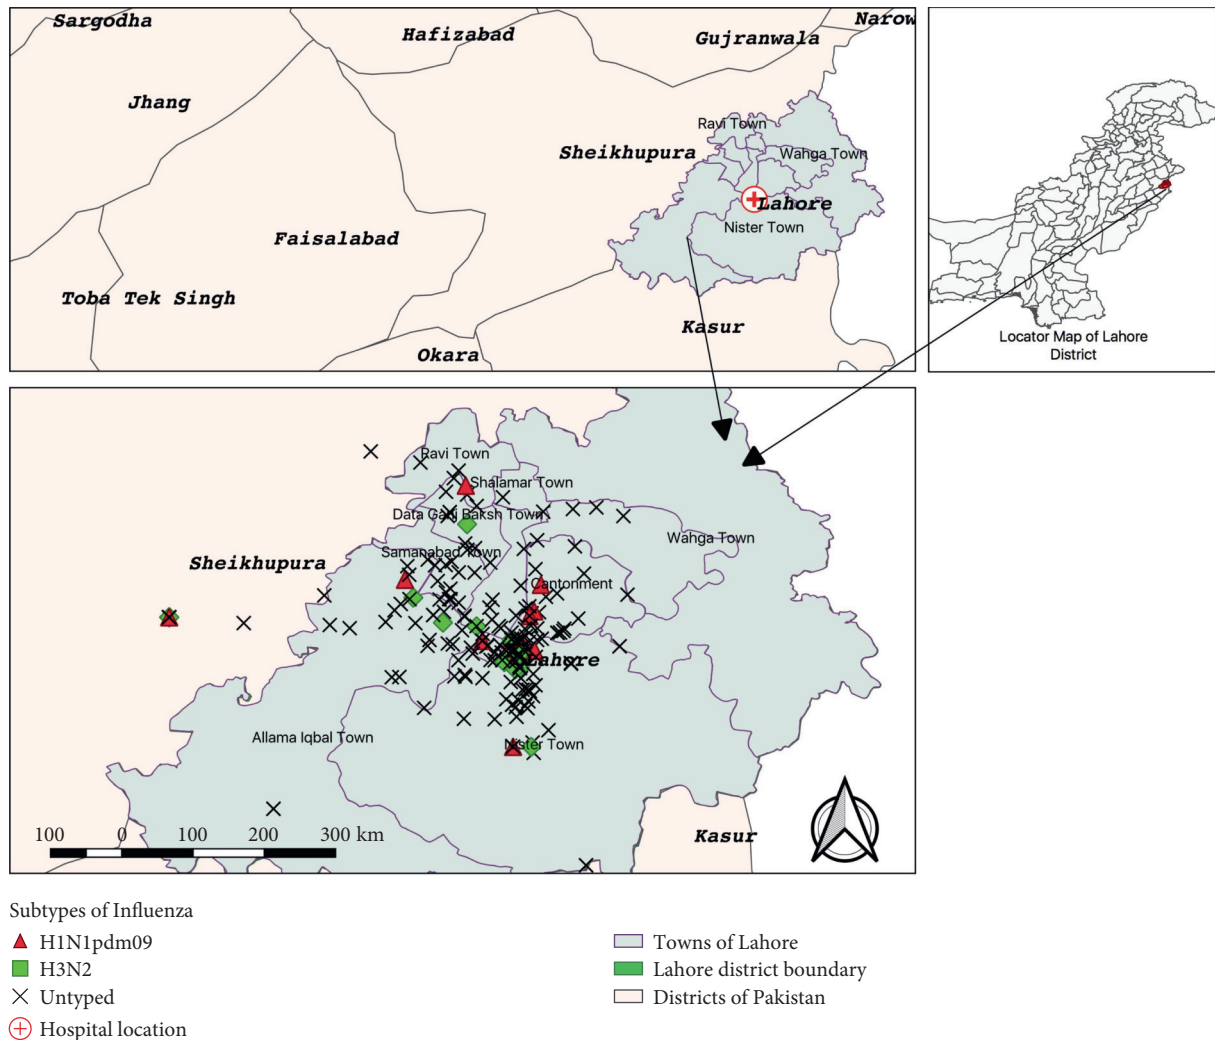 Sargodha
Hafizabad
Gujranwala
Narow
Jhang
Ravi Town
Sheikhupura
Wahga Town
Lahore
Nister Town
Faisalabad
Toba Tek Singh
Kasur
Okara
Locator Map of Lahore
District
Ravi Town
Shalamar Town
Data Ganj Baksh Town
Wahga Town
Samanabad Town
Sheikhupura
Cantonment
Lahore
Allama Iqbal Town
Nister Town
Kasur
100 0 100 200 300 km
Subtypes of Influenza
H1N1pdm09
H3N2
Untyped
Hospital location
Towns of Lahore
Lahore district boundary
Districts of Pakistan